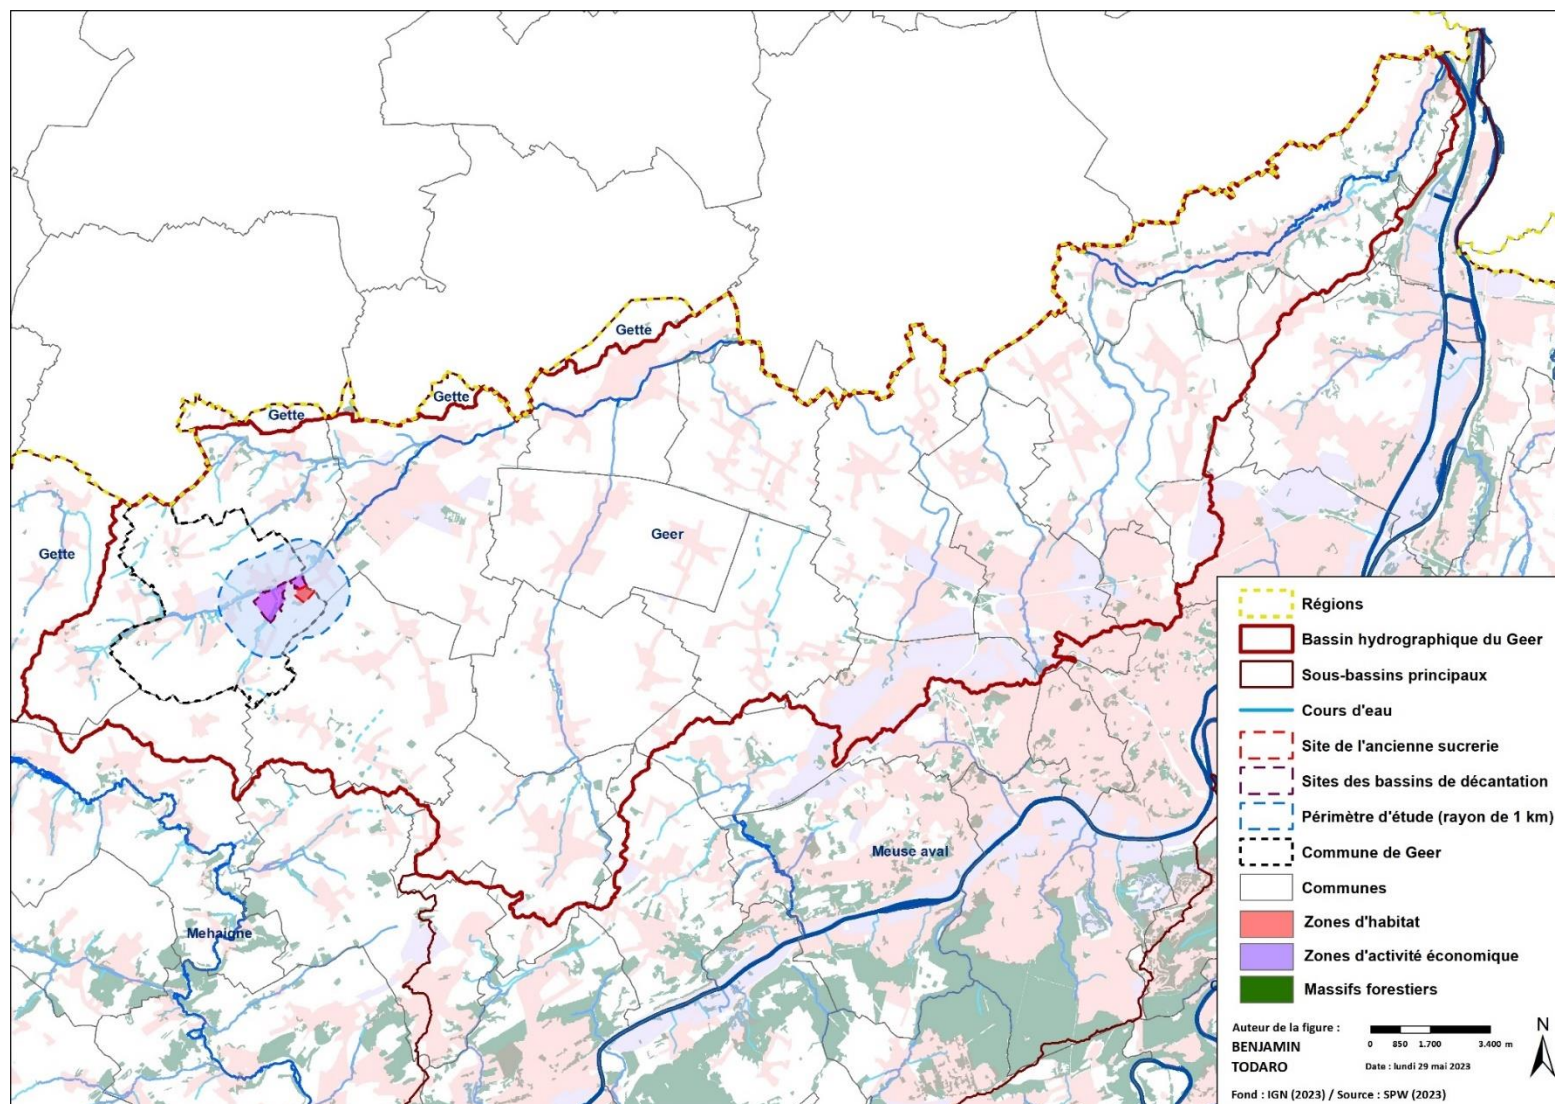 Gette
Gette
Gette
Gette
Geer
Meuse aval
Mehaigne
Régions
Bassin hydrographique du Geer
Sous-bassins principaux
Cours d'eau
Site de l'ancienne sucrerie
Sites des bassins de décantation
Périmètre d'étude (rayon de 1 km)
Commune de Geer
Communes
Zones d'habitat
Zones d'activité économique
Massifs forestiers
Auteur de la figure :
BENJAMIN
TODARO
0 850 1.700 3.400 m
Date : lundi 29 mai 2023
N
Fond : IGN (2023) / Source : SPW (2023)